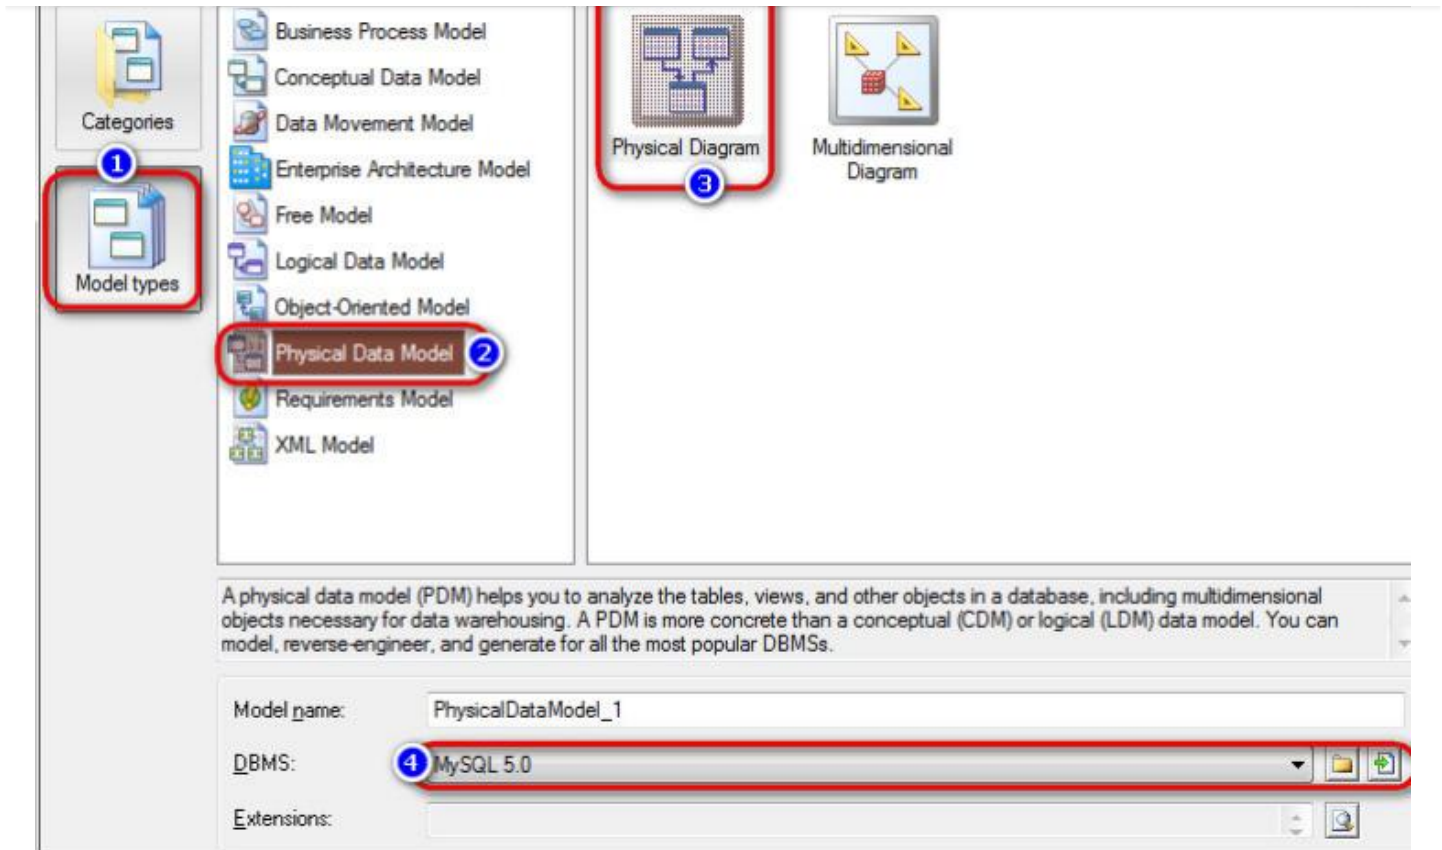 Categories
1
Model types
Business Process Model
Conceptual Data Model
Data Movement Model
Enterprise Architecture Model
Free Model
Logical Data Model
Object-Oriented Model
Physical Data Model 2
Requirements Model
XML Model
Physical Diagram
3
Multidimensional
Diagram
A physical data model (PDM) helps you to analyze the tables, views, and other objects in a database, including multidimensional
objects necessary for data warehousing. A PDM is more concrete than a conceptual (CDM) or logical (LDM) data model. You can
model, reverse-engineer, and generate for all the most popular DBMSs.
Model name: PhysicalDataModel_1
DBMS: 4 MySQL 5.0
Extensions: